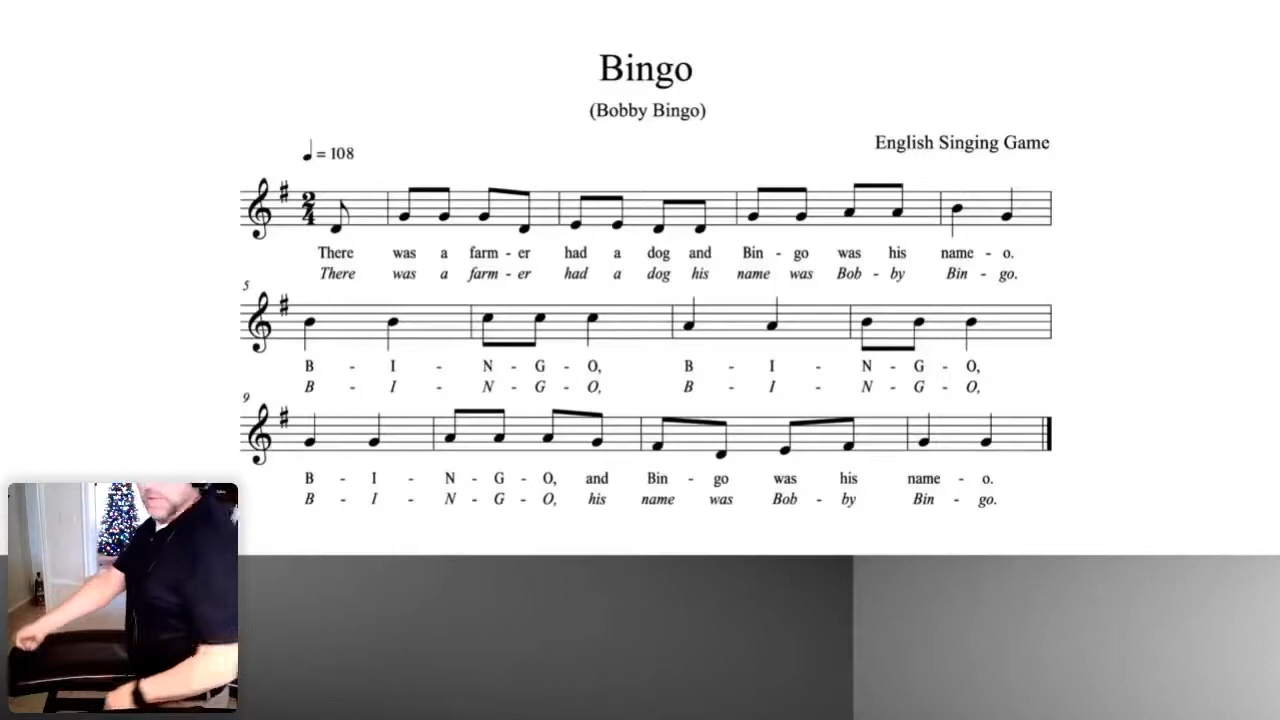 Bingo
(Bobby Bingo)
English Singing Game
♩ = 108
2
4
There was a farm - er had a dog and Bin - go was his name - o.
There was a farm - er had a dog his name was Bob - by Bin - go.
5
B - I - N - G - O, B - I - N - G - O,
B - I - N - G - O, B - I - N - G - O,
9
B - I - N - G - O, and Bin - go was his name - o.
B - I - N - G - O, his name was Bob - by Bin - go.